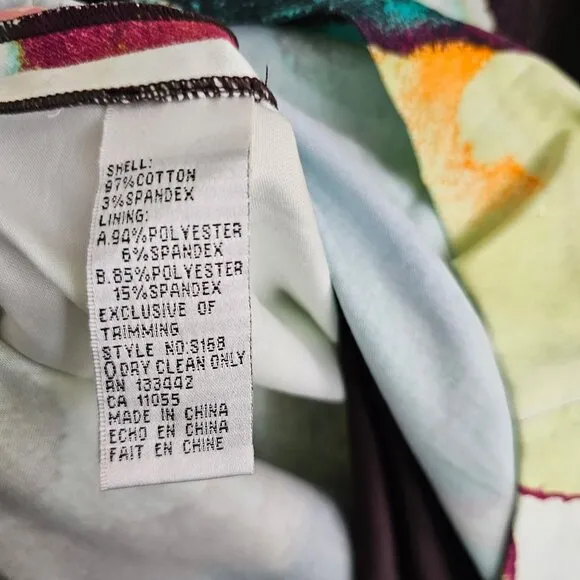 SHELL:
97%COTTON
3%SPANDEX
LINING:
A.94%POLYESTER
6%SPANDEX
B.85%POLYESTER
15%SPANDEX
EXCLUSIVE OF
TRIMMING
STYLE NO:S168
DRY CLEAN ONLY
RN 133442
CA 11055
MADE IN CHINA
ECHO EN CHINA
FAIT EN CHINE